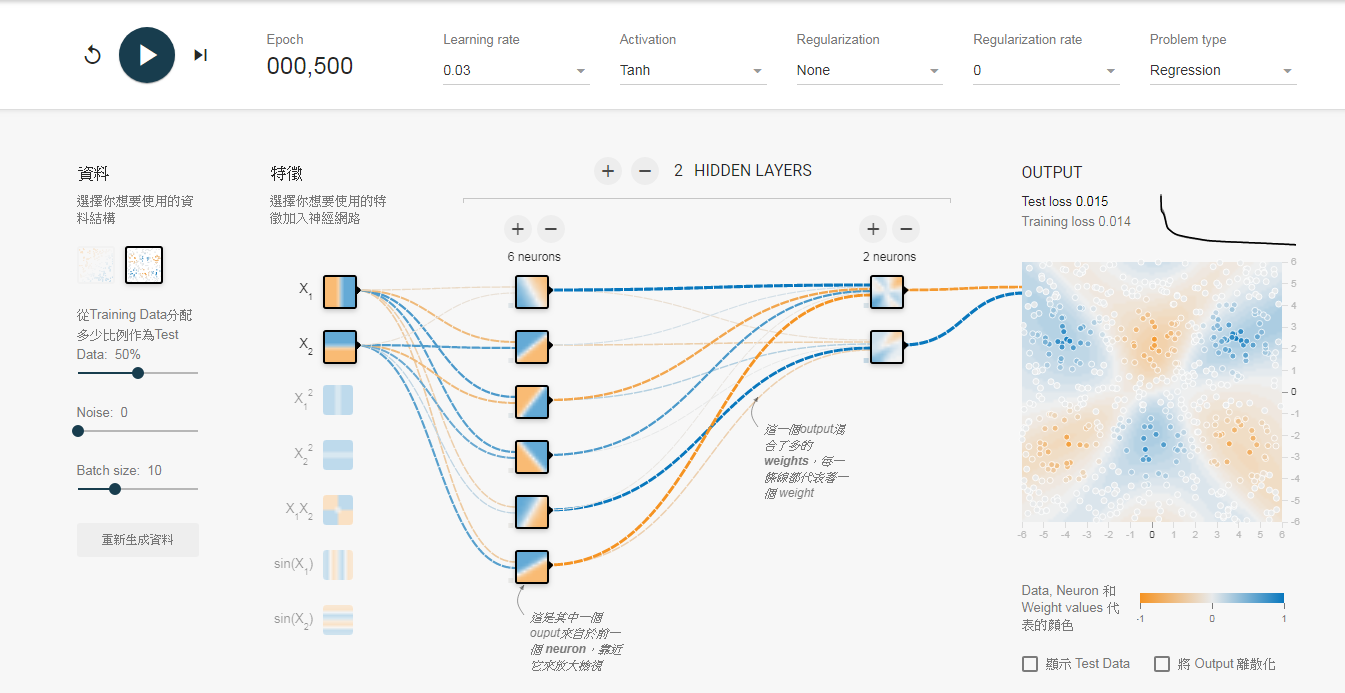 Epoch
000,500
Learning rate
0.03
Activation
Tanh
Regularization
None
Regularization rate
0
Problem type
Regression
資料
選擇你想要使用的資
料結構
從Training Data分配
多少比例作為Test
Data: 50%
Noise: 0
Batch size: 10
重新生成資料
特徵
選擇你想要使用的特
徵加入神經網路
X1
X2
X1²
X2²
X1X2
sin(X1)
sin(X2)
+ − 2 HIDDEN LAYERS
+ −
6 neurons
+ −
2 neurons
這一個output混
合了多的
weights，每一
條線都代表著一
個 weight
這是其中一個
ouput來自於前一
個 neuron，靠近
它來放大檢視
OUTPUT
Test loss 0.015
Training loss 0.014
6
5
4
3
2
1
0
-1
-2
-3
-4
-5
-6
-6 -5 -4 -3 -2 -1 0 1 2 3 4 5 6
Data, Neuron 和
Weight values 代
表的顏色
-1 0 1
顯示 Test Data
將 Output 離散化